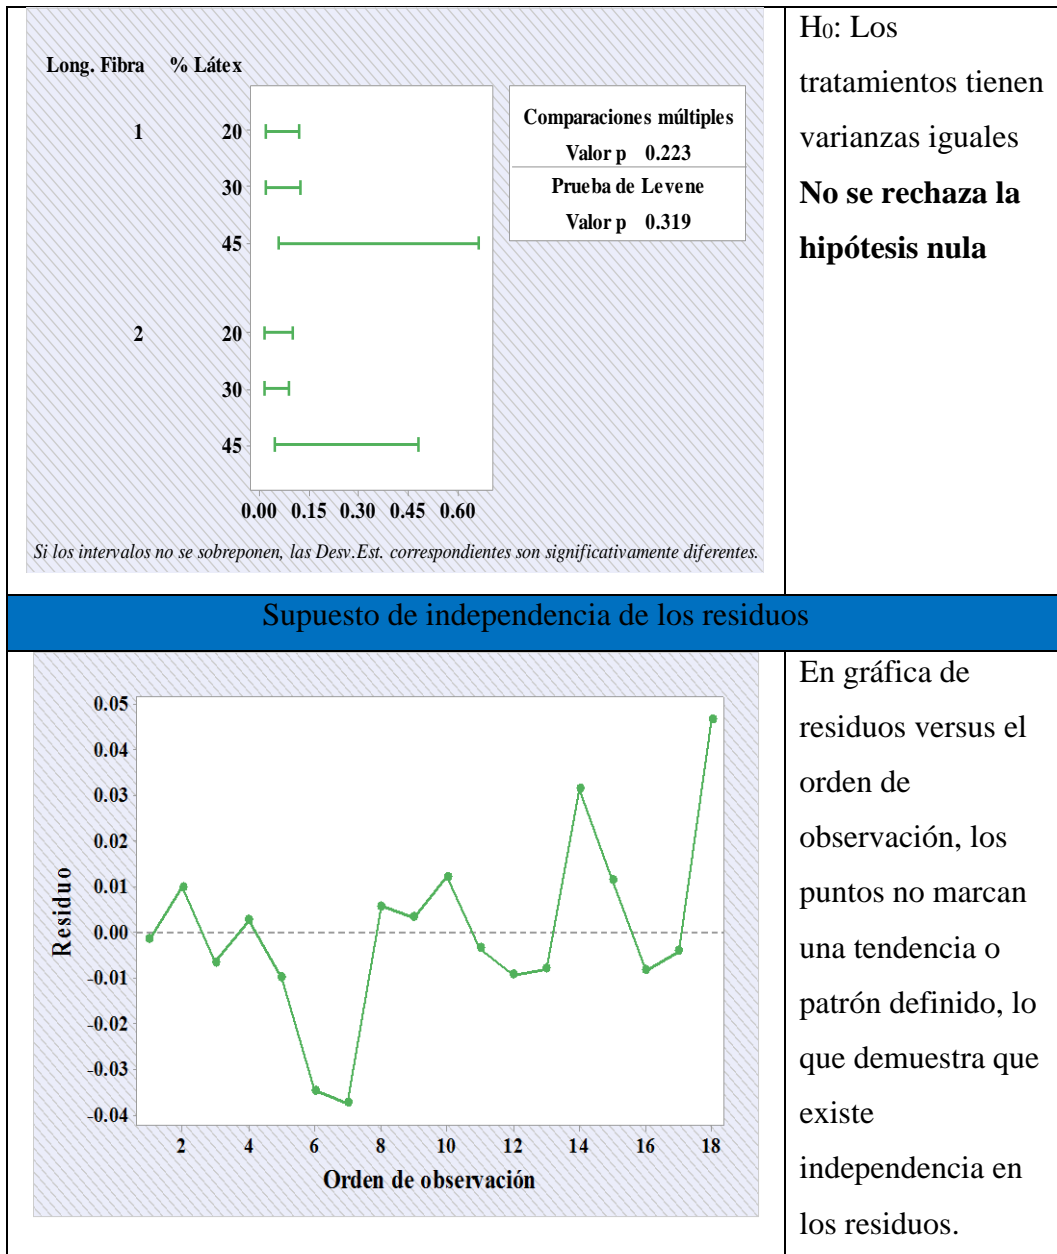 Long. Fibra % Látex
1 20
30
45
2 20
30
45
0.00 0.15 0.30 0.45 0.60
Comparaciones múltiples
Valor p 0.223
Prueba de Levene
Valor p 0.319
Si los intervalos no se sobreponen, las Desv.Est. correspondientes son significativamente diferentes.
H0: Los
tratamientos tienen
varianzas iguales
No se rechaza la
hipótesis nula
Supuesto de independencia de los residuos
0.05
0.04
0.03
0.02
0.01
0.00
-0.01
-0.02
-0.03
-0.04
Residuo
2 4 6 8 10 12 14 16 18
Orden de observación
En gráfica de
residuos versus el
orden de
observación, los
puntos no marcan
una tendencia o
patrón definido, lo
que demuestra que
existe
independencia en
los residuos.